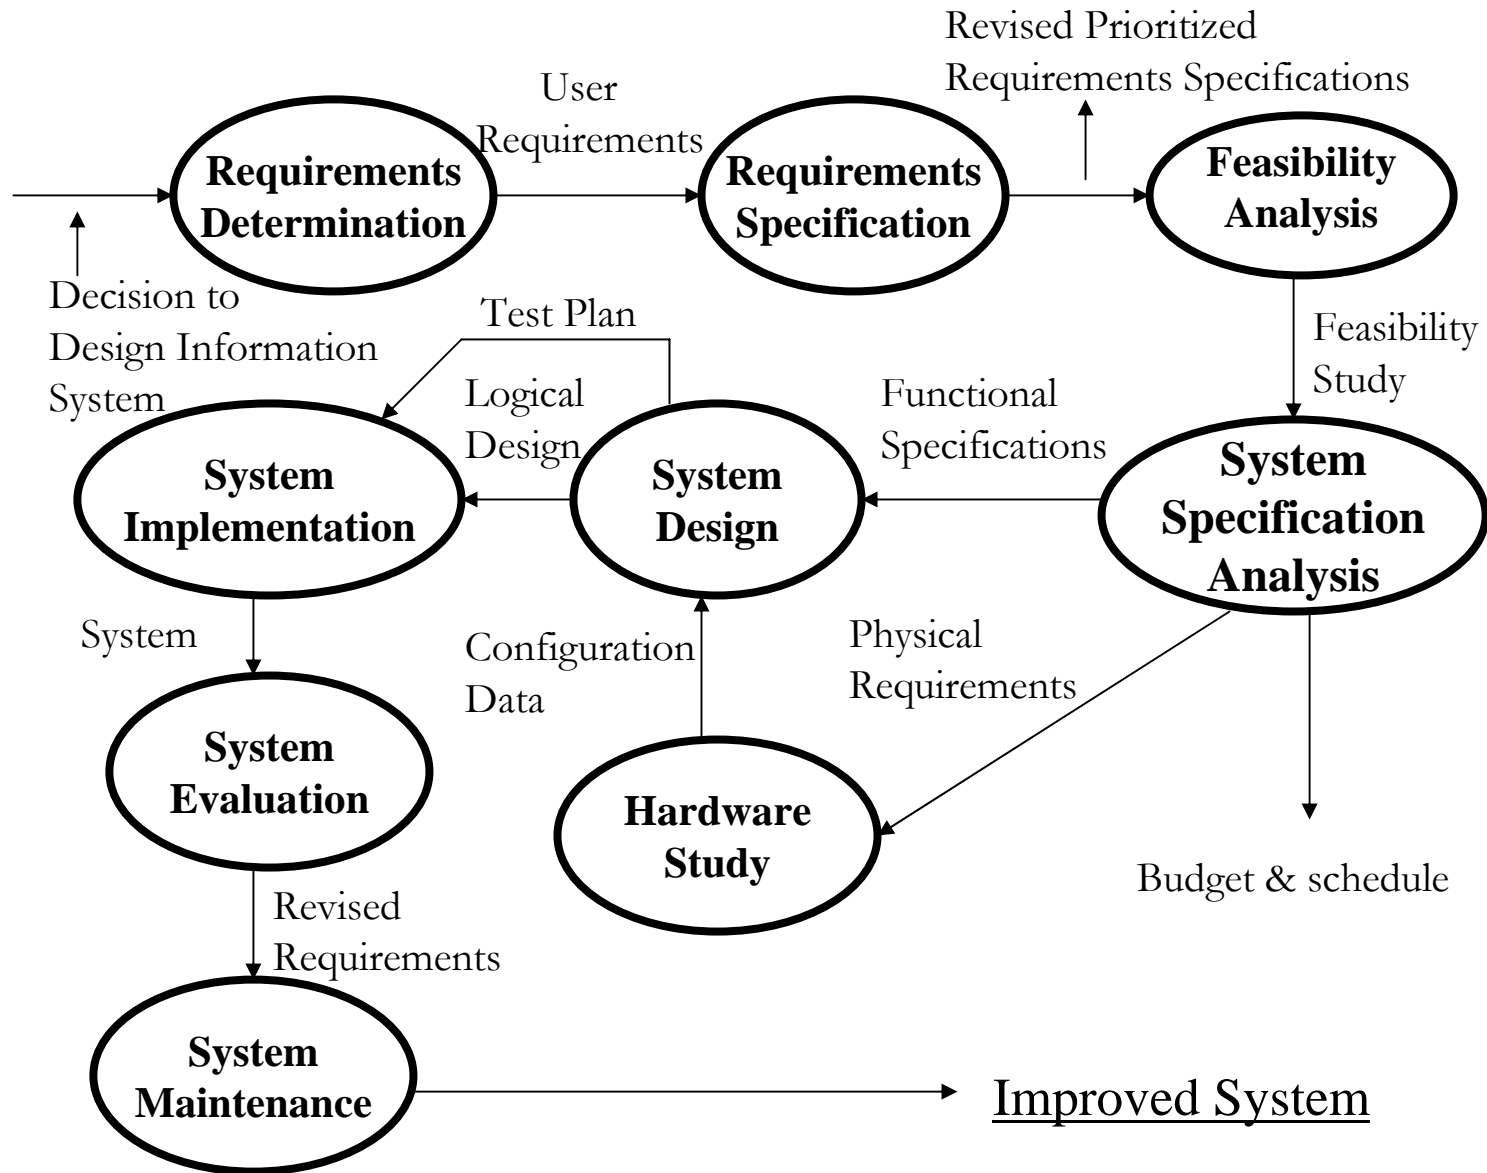 Revised Prioritized
Requirements Specifications
User
Requirements
Requirements
Determination
Requirements
Specification
Feasibility
Analysis
Decision to
Design Information
System
Test Plan
Feasibility
Study
Logical
Design
Functional
Specifications
System
Implementation
System
Design
System
Specification
Analysis
System
Configuration
Data
Physical
Requirements
System
Evaluation
Hardware
Study
Budget & schedule
Revised
Requirements
System
Maintenance
Improved System